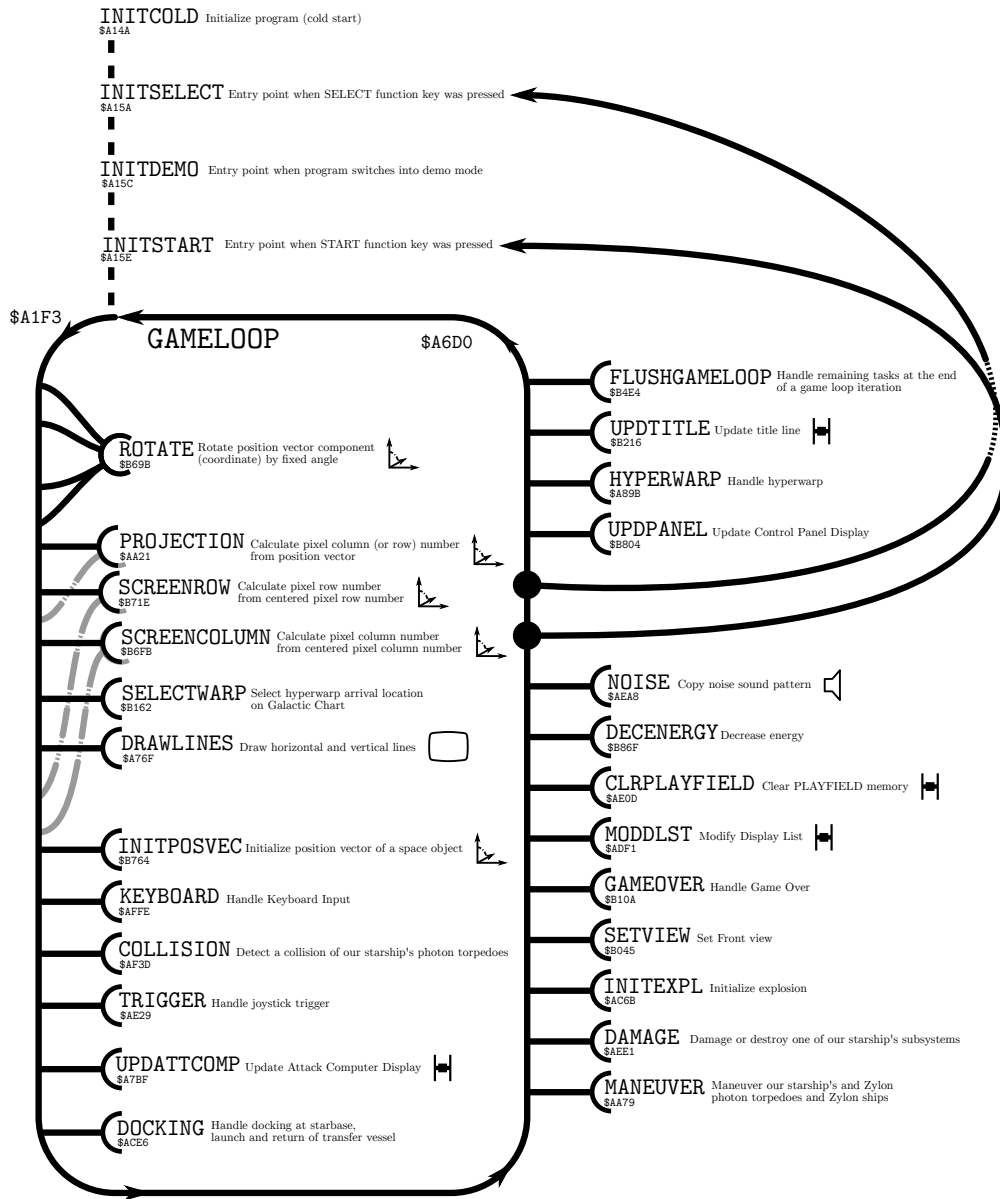 INITCOLD Initialize program (cold start)
$A14A
INITSELECT Entry point when SELECT function key was pressed
$A15A
INITDEMO Entry point when program switches into demo mode
$A15C
INITSTART Entry point when START function key was pressed
$A15E
$A1F3
GAMELOOP
$A6D0
ROTATE Rotate position vector component
(coordinate) by fixed angle
$B69B
PROJECTION Calculate pixel column (or row) number
from position vector
$AA21
SCREENROW Calculate pixel row number
from centered pixel row number
$B71E
SCREENCOLUMN Calculate pixel column number
from centered pixel column number
$B6FB
SELECTWARP Select hyperwarp arrival location
on Galactic Chart
$B162
DRAWLINES Draw horizontal and vertical lines
$A76F
INITPOSVEC Initialize position vector of a space object
$B764
KEYBOARD Handle Keyboard Input
$AFFE
COLLISION Detect a collision of our starship's photon torpedoes
$AF3D
TRIGGER Handle joystick trigger
$AE29
UPDATTCOMP Update Attack Computer Display
$A7BF
DOCKING Handle docking at starbase,
launch and return of transfer vessel
$ACE6
FLUSHGAMELOOP Handle remaining tasks at the end
of a game loop iteration
$B4E4
UPDTITLE Update title line
$B216
HYPERWARP Handle hyperwarp
$A89B
UPDPANEL Update Control Panel Display
$B804
NOISE Copy noise sound pattern
$AEA8
DECENERGY Decrease energy
$B86F
CLRPLAYFIELD Clear PLAYFIELD memory
$AE0D
MODDLST Modify Display List
$ADF1
GAMEOVER Handle Game Over
$B10A
SETVIEW Set Front view
$B045
INITEXPL Initialize explosion
$AC6B
DAMAGE Damage or destroy one of our starship's subsystems
$AEE1
MANEUVER Maneuver our starship's and Zylon
photon torpedoes and Zylon ships
$AA79